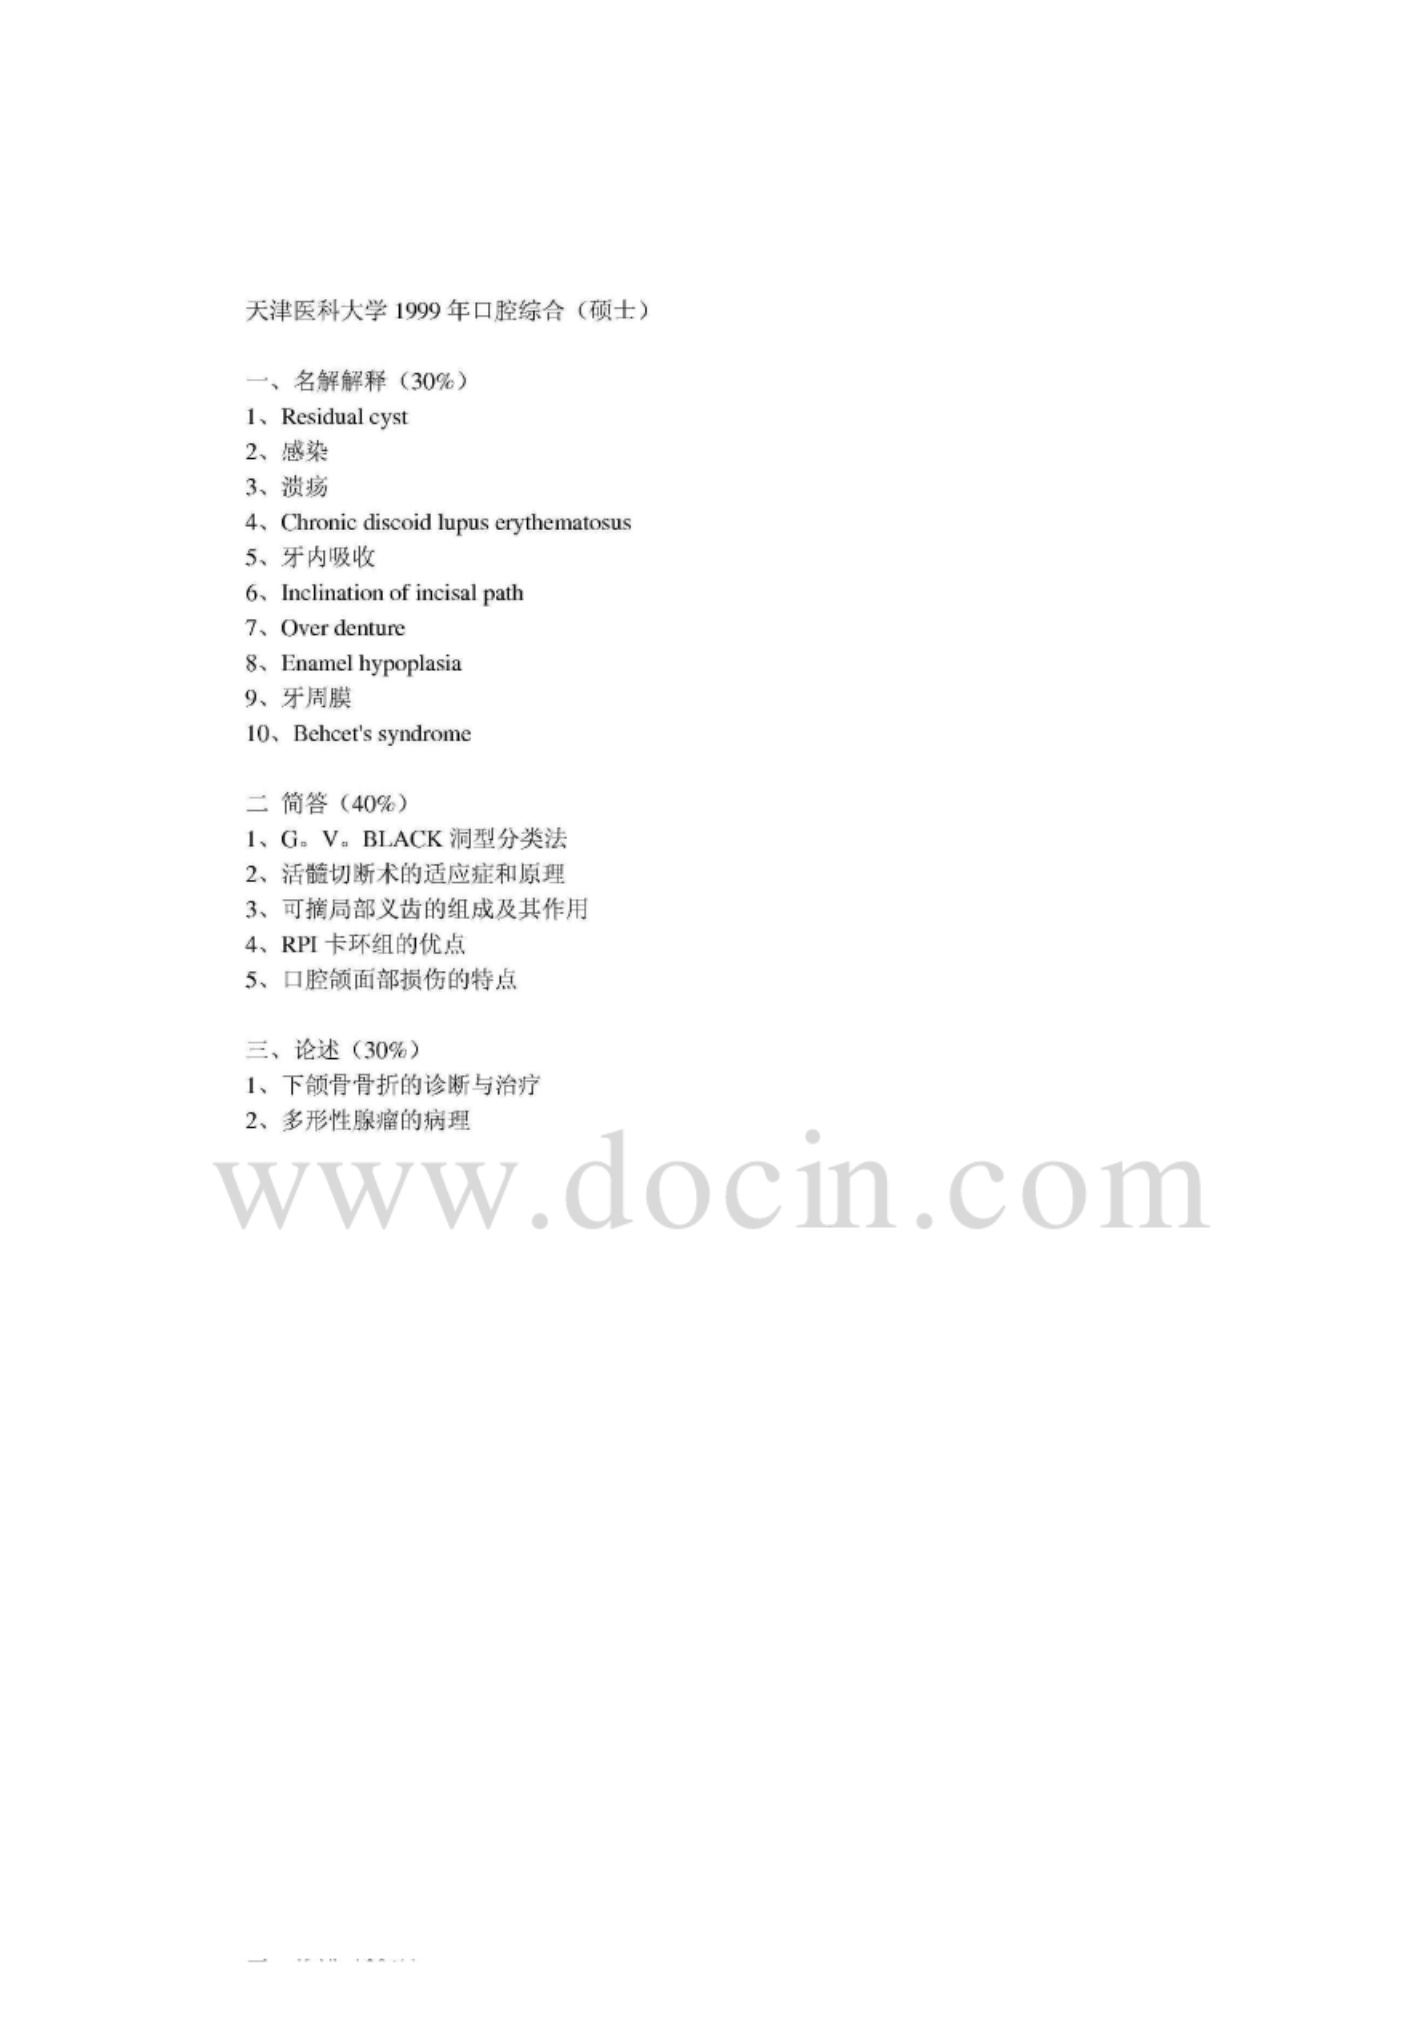 天津医科大学 1999 年口腔综合（硕士）
一、名解解释（30%）
1、Residual cyst
2、感染
3、溃疡
4、Chronic discoid lupus erythematosus
5、牙内吸收
6、Inclination of incisal path
7、Over denture
8、Enamel hypoplasia
9、牙周膜
10、Behcet's syndrome
二 简答（40%）
1、G。V。BLACK 洞型分类法
2、活髓切断术的适应症和原理
3、可摘局部义齿的组成及其作用
4、RPI 卡环组的优点
5、口腔颌面部损伤的特点
三、论述（30%）
1、下颌骨骨折的诊断与治疗
2、多形性腺瘤的病理
www.docin.com